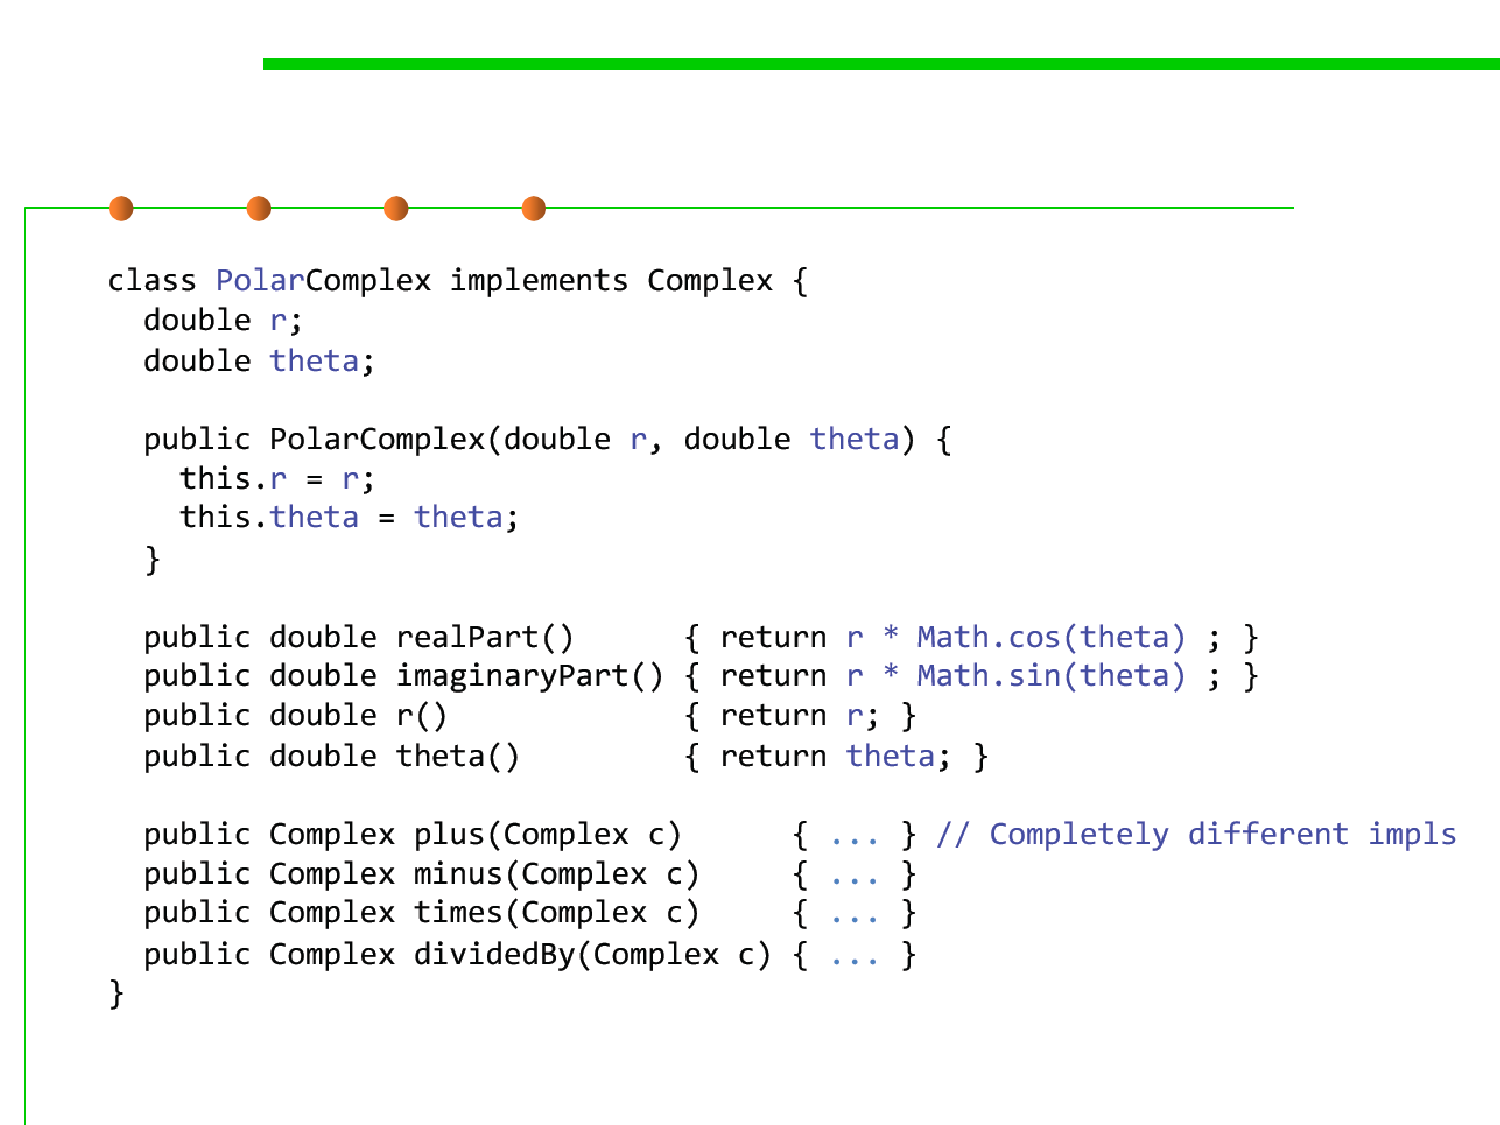 class PolarComplex implements Complex {
  double r;
  double theta;

  public PolarComplex(double r, double theta) {
    this.r = r;
    this.theta = theta;
  }

  public double realPart()      { return r * Math.cos(theta) ; }
  public double imaginaryPart() { return r * Math.sin(theta) ; }
  public double r()             { return r; }
  public double theta()         { return theta; }

  public Complex plus(Complex c)      { ... } // Completely different impls
  public Complex minus(Complex c)     { ... }
  public Complex times(Complex c)     { ... }
  public Complex dividedBy(Complex c) { ... }
}